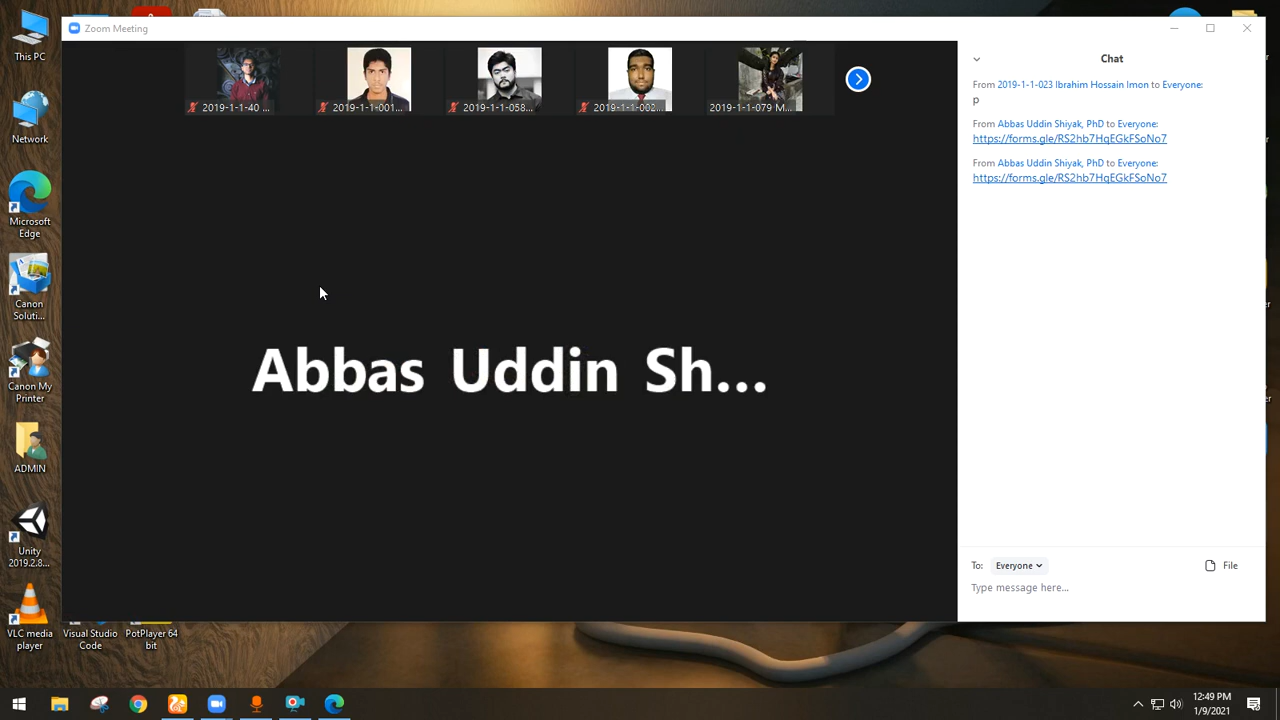 This PC
Network
Microsoft
Edge
Canon
Soluti...
Canon My
Printer
ADMIN
Unity
2019.2.8...
VLC media
player
Visual Studio
Code
PotPlayer 64
bit
Zoom Meeting
2019-1-1-40 ...
2019-1-1-001...
2019-1-1-058...
2019-1-1-002...
2019-1-1-079 M...
Abbas Uddin Sh...
Chat
From 2019-1-1-023 Ibrahim Hossain Imon to Everyone:
p
From Abbas Uddin Shiyak, PhD to Everyone:
https://forms.gle/RS2hb7HqEGkFSoNo7
From Abbas Uddin Shiyak, PhD to Everyone:
https://forms.gle/RS2hb7HqEGkFSoNo7
To: Everyone
File
Type message here...
12:49 PM
1/9/2021